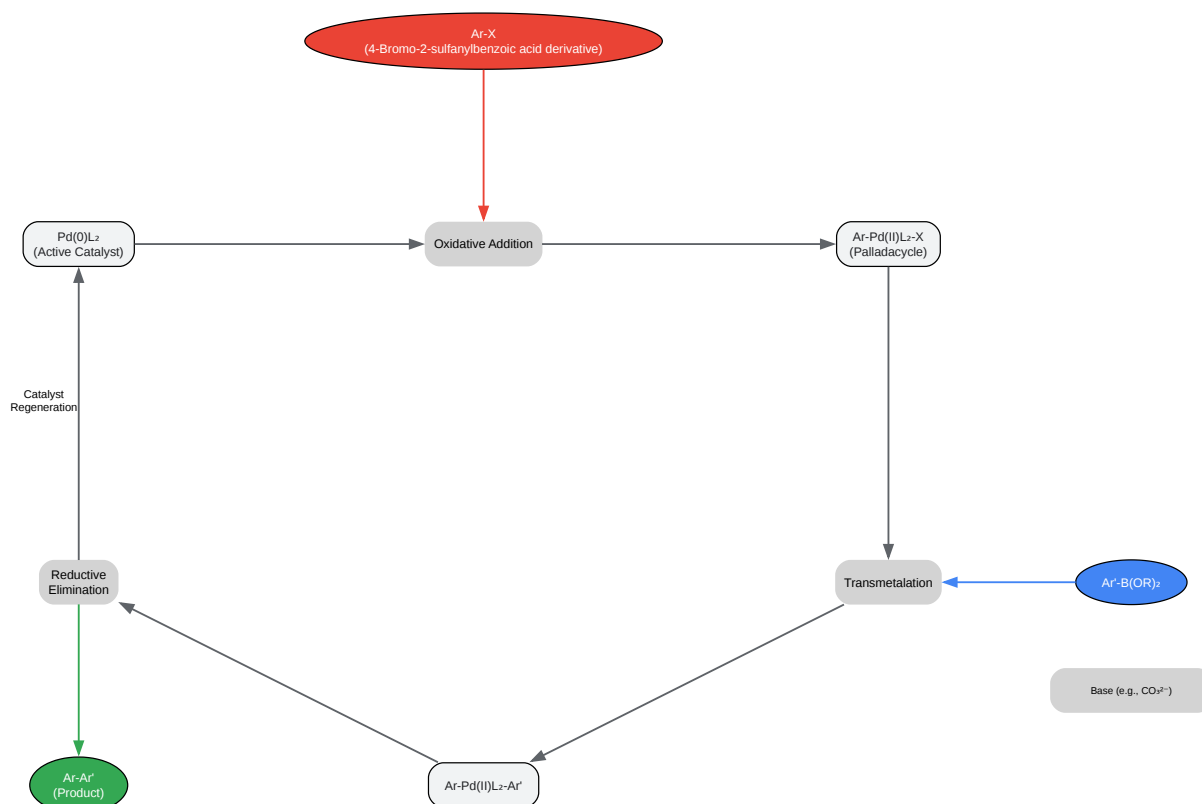 Ar-X
(4-Bromo-2-sulfanylbenzoic acid derivative)
Pd(0)L₂
(Active Catalyst)
Oxidative Addition
Ar-Pd(II)L₂-X
(Palladacycle)
Catalyst
Regeneration
Reductive
Elimination
Transmetalation
Ar'-B(OR)₂
Base (e.g., CO₃²⁻)
Ar-Ar'
(Product)
Ar-Pd(II)L₂-Ar'